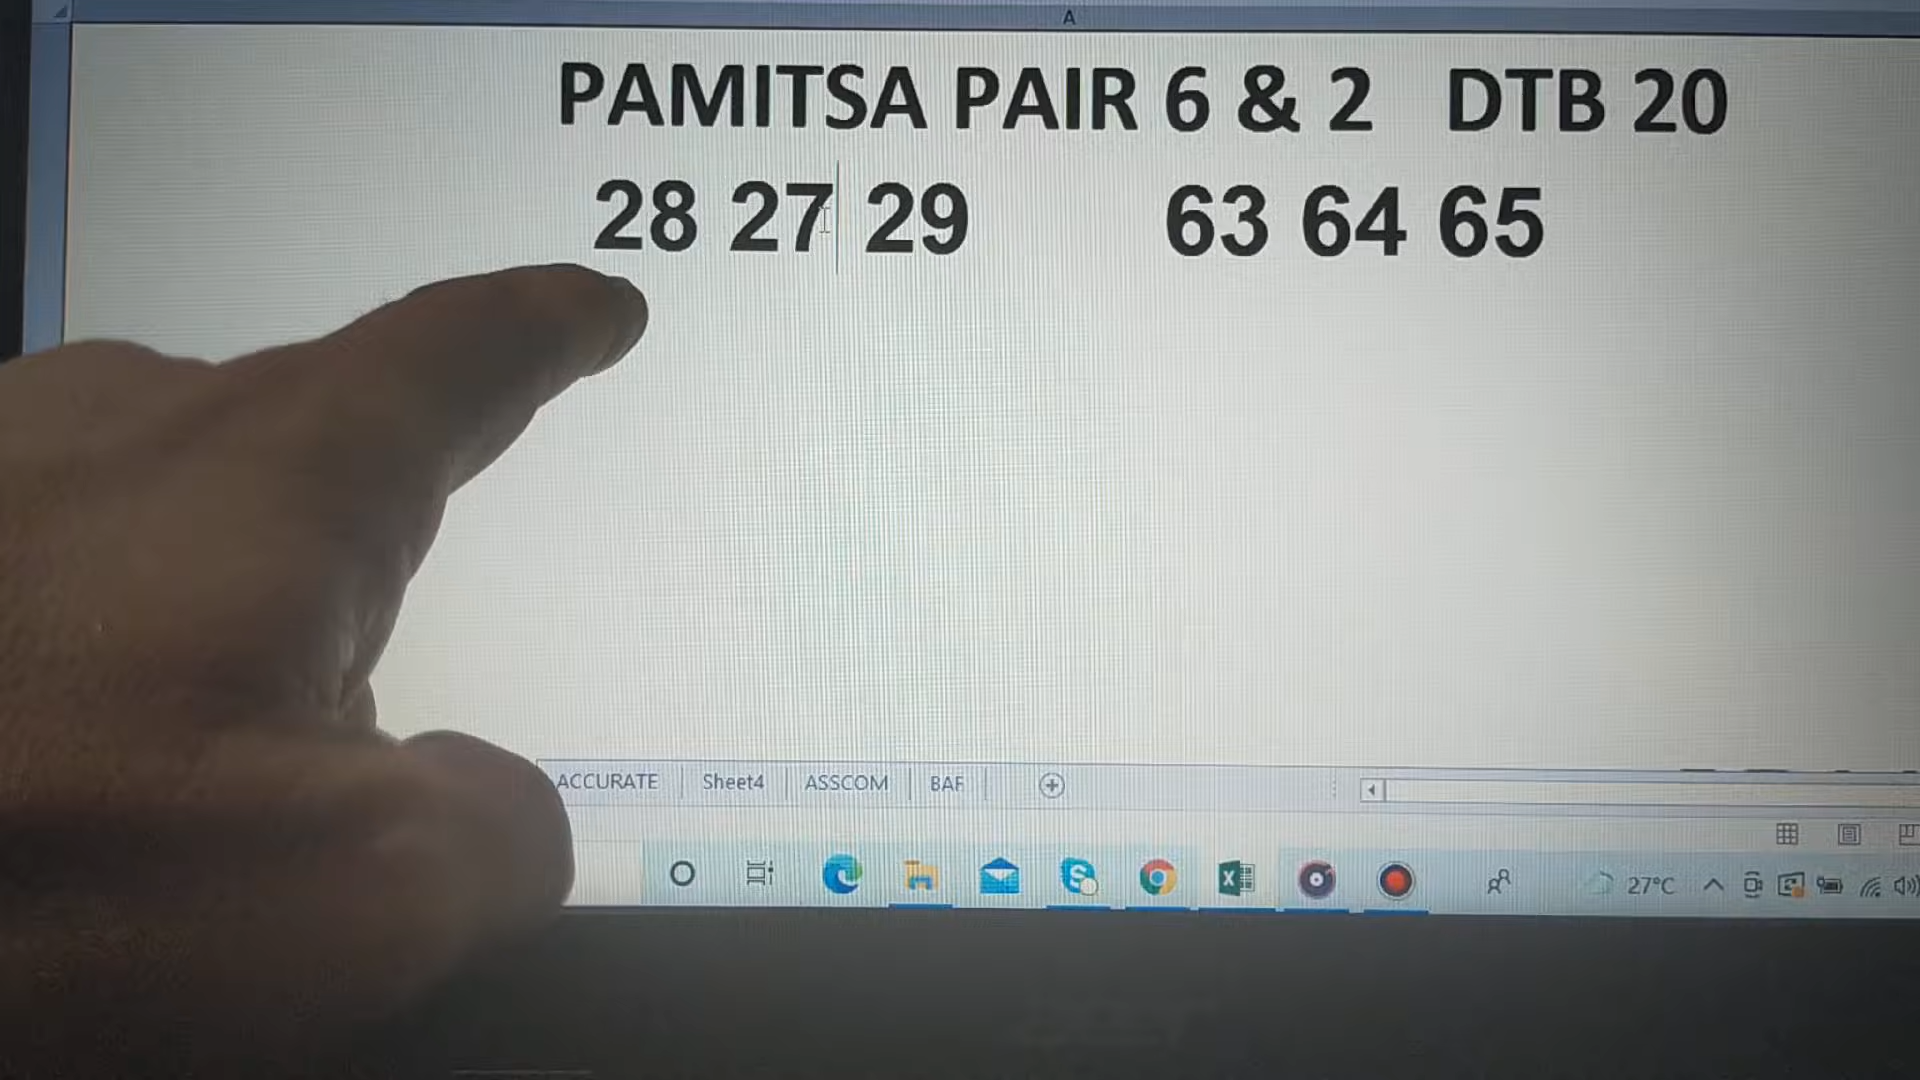 A
PAMITSA PAIR 6 & 2 DTB 20
28 27 29 63 64 65
ACCURATE Sheet4 ASSCOM BAF
27°C